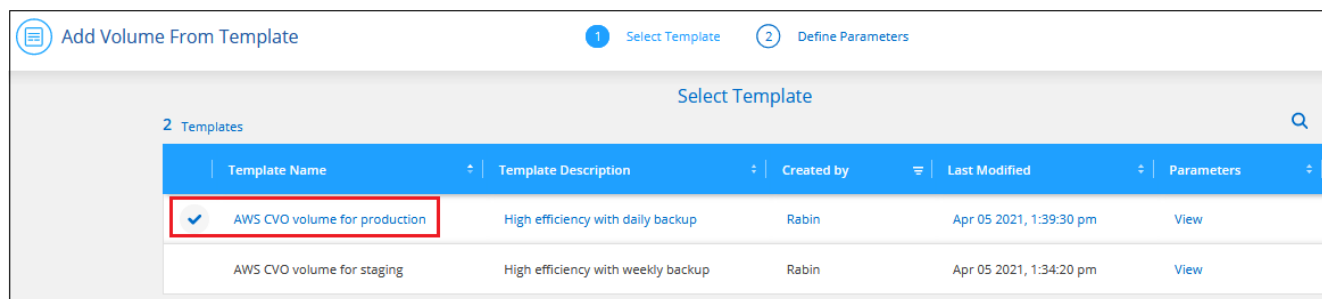 Add Volume From Template
1 Select Template 2 Define Parameters
Select Template
2 Templates
Template Name Template Description Created by Last Modified Parameters
AWS CVO volume for production High efficiency with daily backup Rabin Apr 05 2021, 1:39:30 pm View
AWS CVO volume for staging High efficiency with weekly backup Rabin Apr 05 2021, 1:34:20 pm View